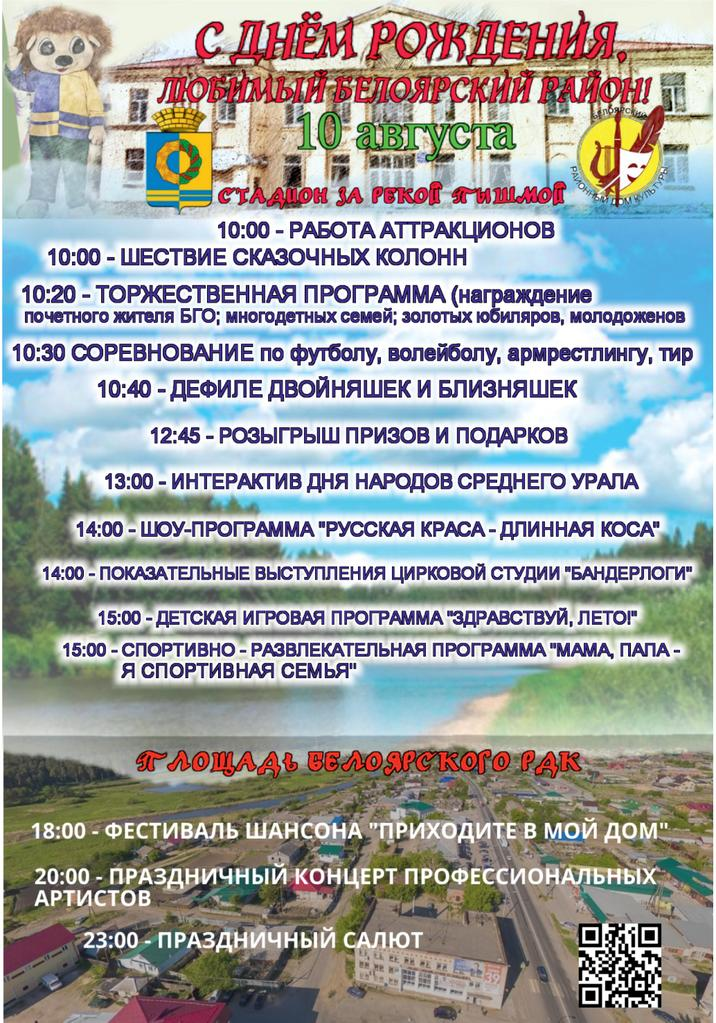 С ДНЁМ РОЖДЕНИЯ,
ЛЮБИМЫЙ БЕЛОЯРСКИЙ РАЙОН!
10 августа
БЕЛОЯРСКИЙ
РАЙОННЫЙ ДОМ КУЛЬТУРЫ
СТАДИОН ЗА РЕКОЙ ПЫШМОЙ
10:00 - РАБОТА АТТРАКЦИОНОВ
10:00 - ШЕСТВИЕ СКАЗОЧНЫХ КОЛОНН
10:20 - ТОРЖЕСТВЕННАЯ ПРОГРАММА (награждение
почетного жителя БГО; многодетных семей; золотых юбиляров, молодоженов
10:30 СОРЕВНОВАНИЕ по футболу, волейболу, армрестлингу, тир
10:40 - ДЕФИЛЕ ДВОЙНЯШЕК И БЛИЗНЯШЕК
12:45 - РОЗЫГРЫШ ПРИЗОВ И ПОДАРКОВ
13:00 - ИНТЕРАКТИВ ДНЯ НАРОДОВ СРЕДНЕГО УРАЛА
14:00 - ШОУ-ПРОГРАММА "РУССКАЯ КРАСА - ДЛИННАЯ КОСА"
14:00 - ПОКАЗАТЕЛЬНЫЕ ВЫСТУПЛЕНИЯ ЦИРКОВОЙ СТУДИИ "БАНДЕРЛОГИ"
15:00 - ДЕТСКАЯ ИГРОВАЯ ПРОГРАММА "ЗДРАВСТВУЙ, ЛЕТО!"
15:00 - СПОРТИВНО - РАЗВЛЕКАТЕЛЬНАЯ ПРОГРАММА "МАМА, ПАПА -
Я СПОРТИВНАЯ СЕМЬЯ"
ПЛОЩАДЬ БЕЛОЯРСКОГО РДК
18:00 - ФЕСТИВАЛЬ ШАНСОНА "ПРИХОДИТЕ В МОЙ ДОМ"
20:00 - ПРАЗДНИЧНЫЙ КОНЦЕРТ ПРОФЕССИОНАЛЬНЫХ
АРТИСТОВ
23:00 - ПРАЗДНИЧНЫЙ САЛЮТ
39